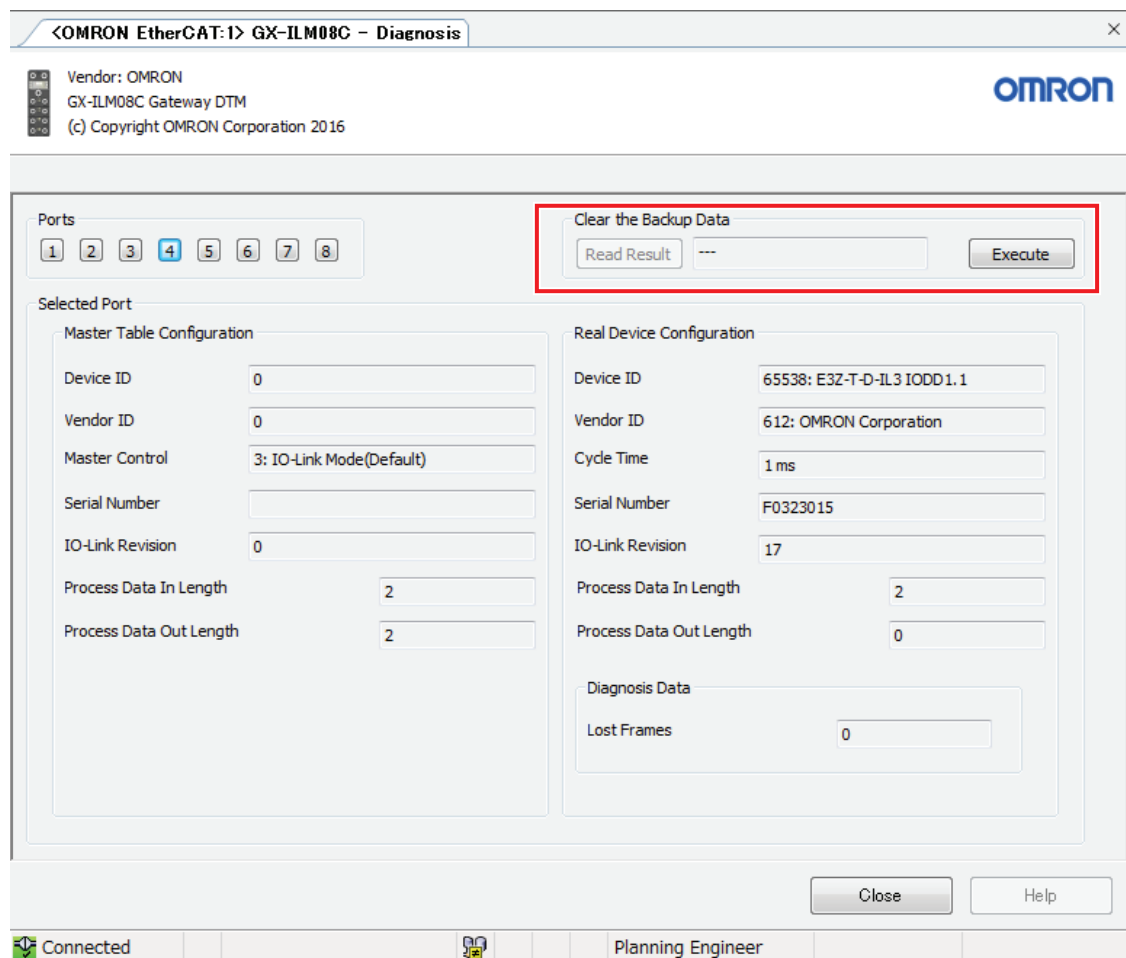 <OMRON EtherCAT:1> GX-ILM08C - Diagnosis
Vendor: OMRON
GX-ILM08C Gateway DTM
(c) Copyright OMRON Corporation 2016
OMRON
Ports
1 2 3 4 5 6 7 8
Clear the Backup Data
Read Result --- Execute
Selected Port
Master Table Configuration
Device ID 0
Vendor ID 0
Master Control 3: IO-Link Mode(Default)
Serial Number
IO-Link Revision 0
Process Data In Length 2
Process Data Out Length 2
Real Device Configuration
Device ID 65538: E3Z-T-D-IL3 IODD1.1
Vendor ID 612: OMRON Corporation
Cycle Time 1 ms
Serial Number F0323015
IO-Link Revision 17
Process Data In Length 2
Process Data Out Length 0
Diagnosis Data
Lost Frames 0
Close Help
Connected Planning Engineer